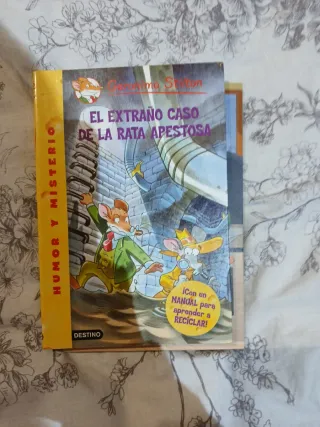 Geronimo Stilton
EL EXTRAÑO CASO
DE LA RATA APESTOSA
HUMOR Y MISTERIO
¡Con un
MANUAL para
aprender a
RECICLAR!
DESTINO